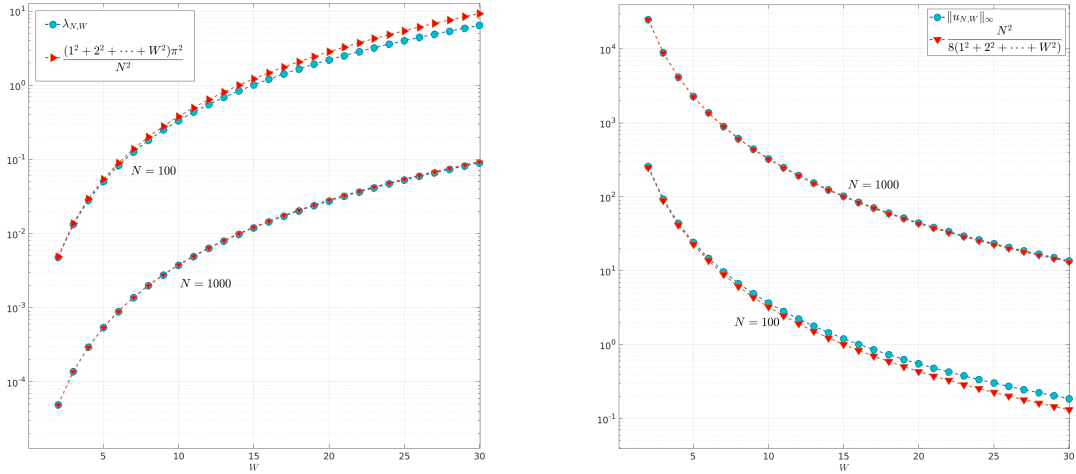 10^1
10^0
10^-1
10^-2
10^-3
10^-4
λ_{N,W}
(1^2 + 2^2 + ··· + W^2)π^2
N^2
N = 100
N = 1000
5 10 15 20 25 30
W
10^4
10^3
10^2
10^1
10^0
10^-1
‖u_{N,W}‖_∞
N^2
8(1^2 + 2^2 + ··· + W^2)
N = 1000
N = 100
5 10 15 20 25 30
W